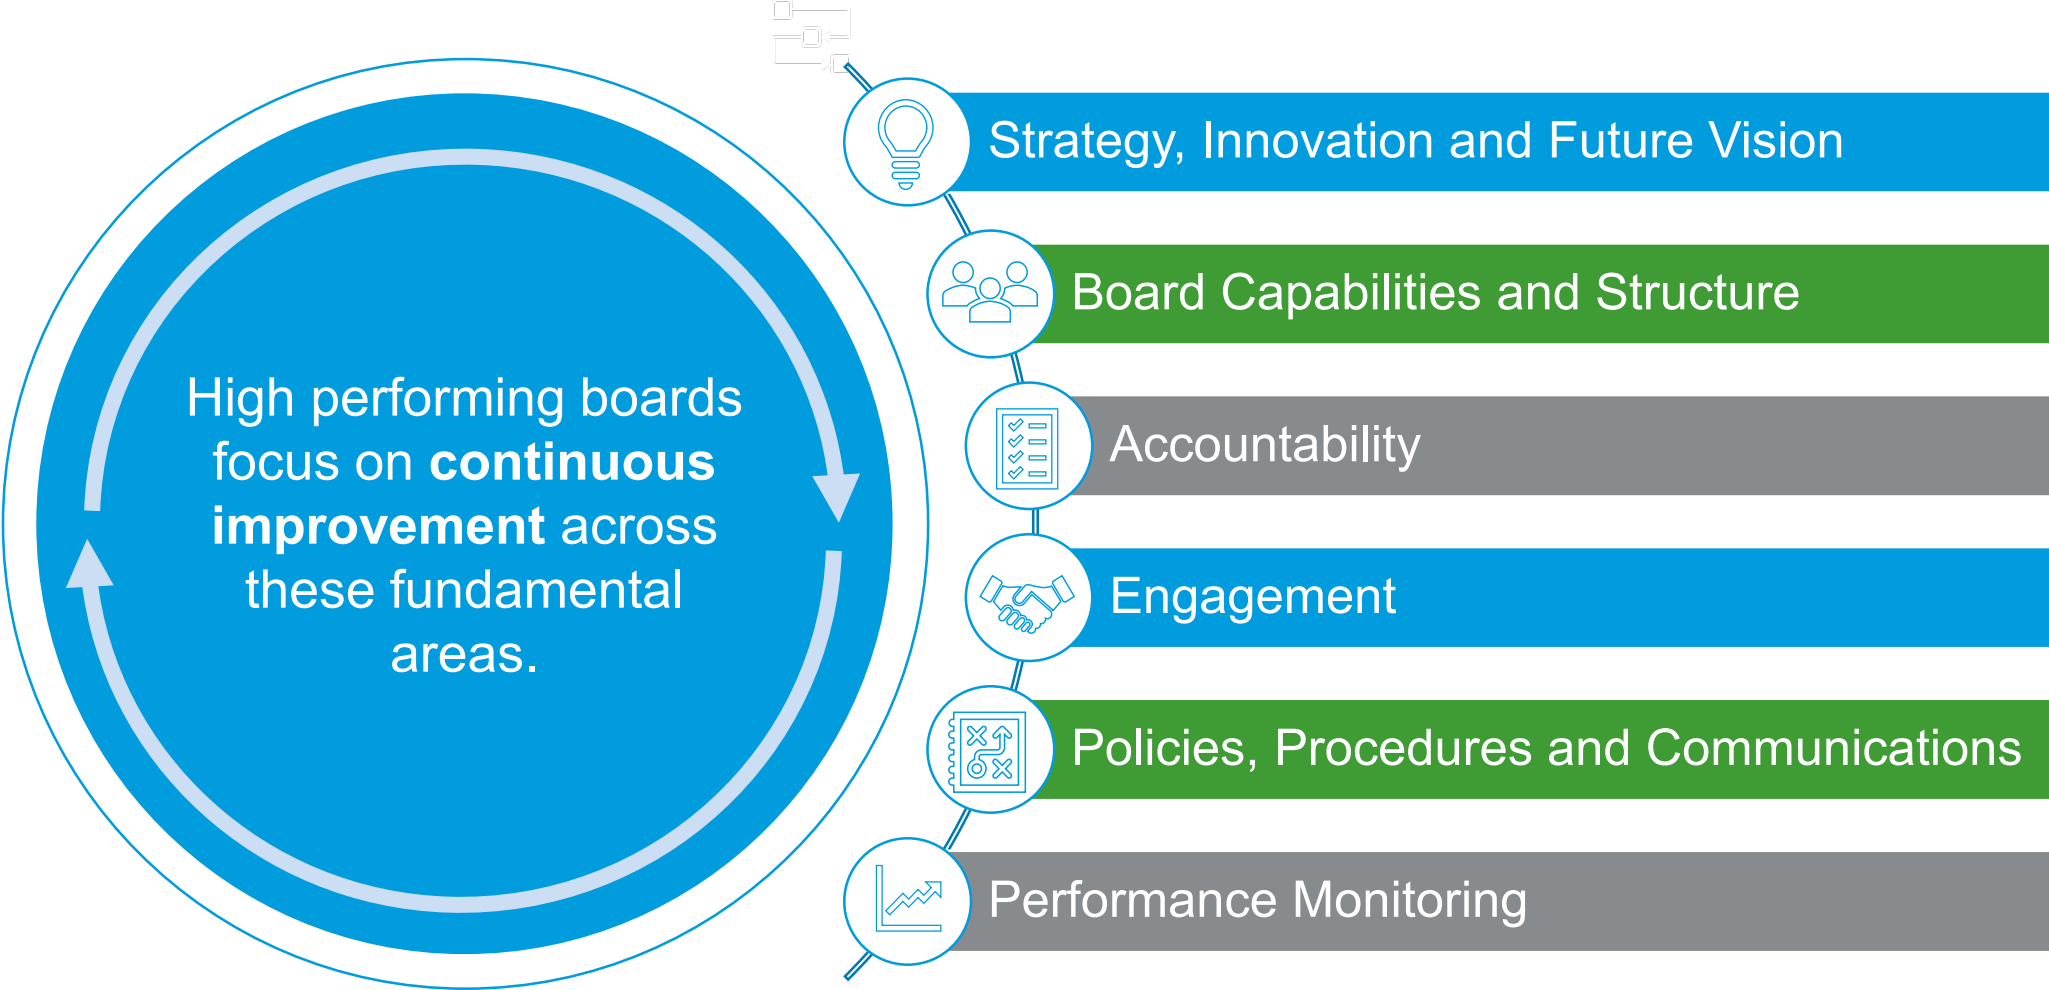 High performing boards
focus on continuous
improvement across
these fundamental
areas.
Strategy, Innovation and Future Vision
Board Capabilities and Structure
Accountability
Engagement
Policies, Procedures and Communications
Performance Monitoring